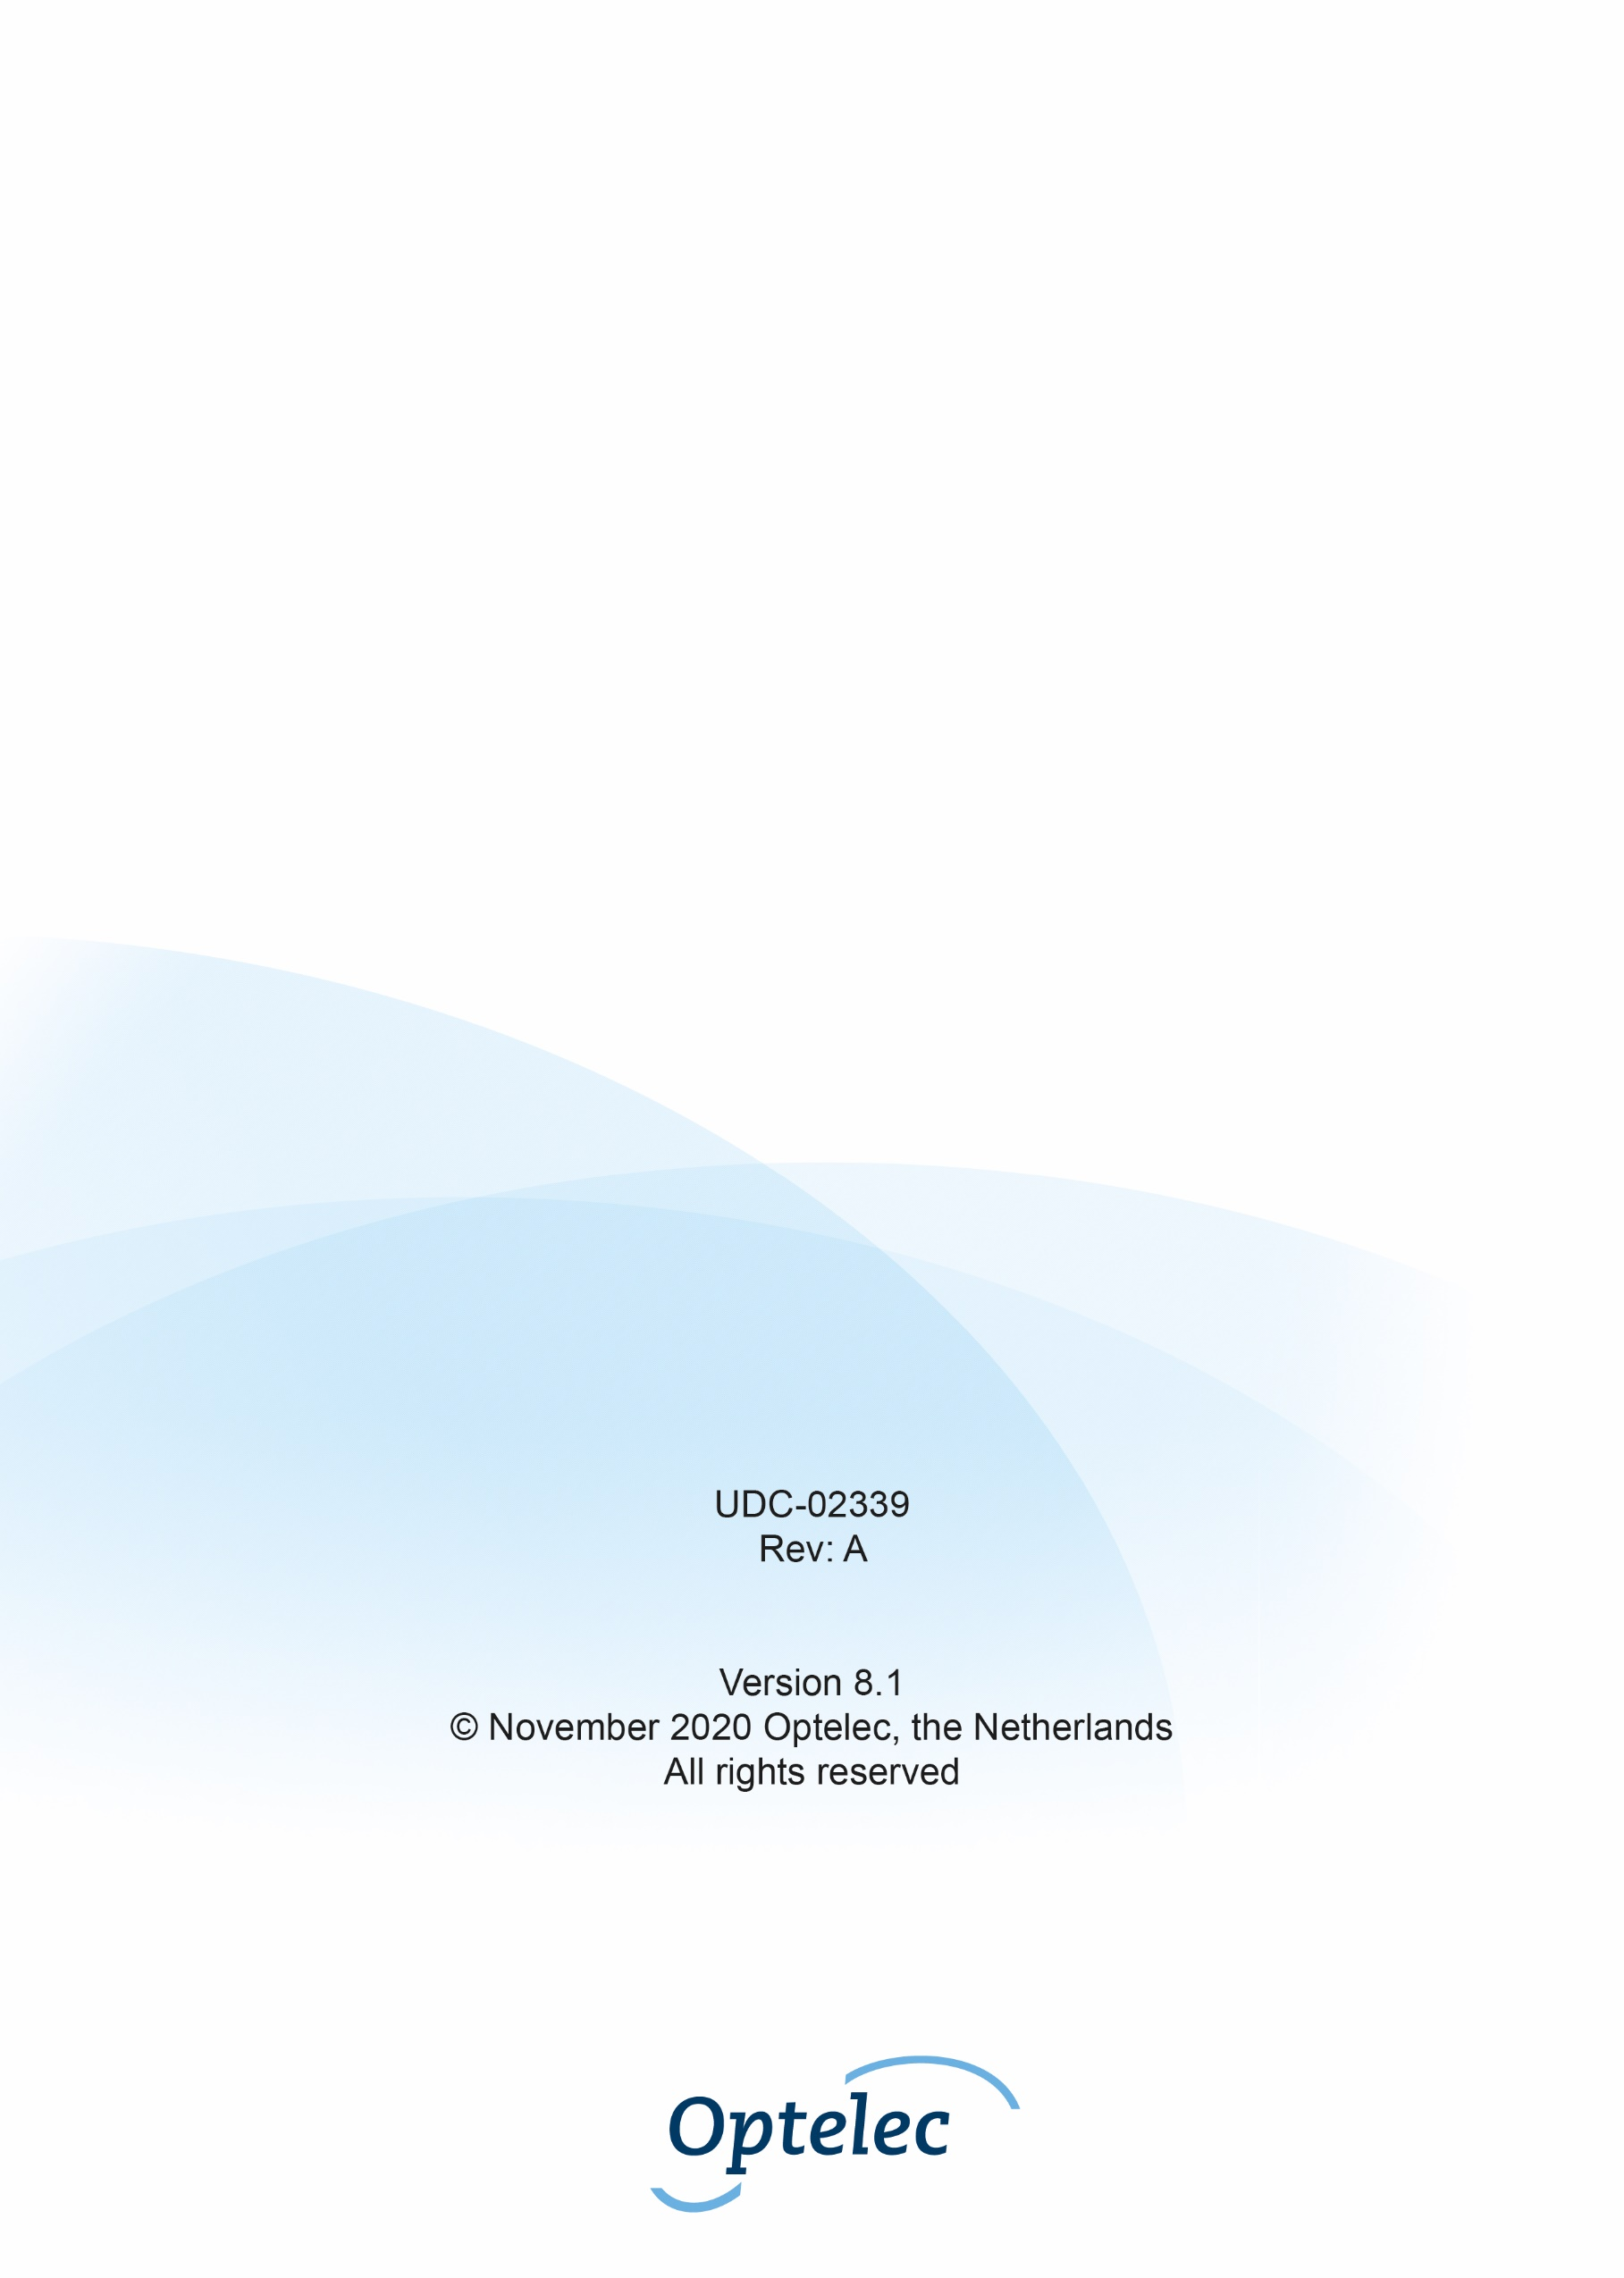 UDC-02339
Rev: A
Version 8.1
© November 2020 Optelec, the Netherlands
All rights reserved
Optelec